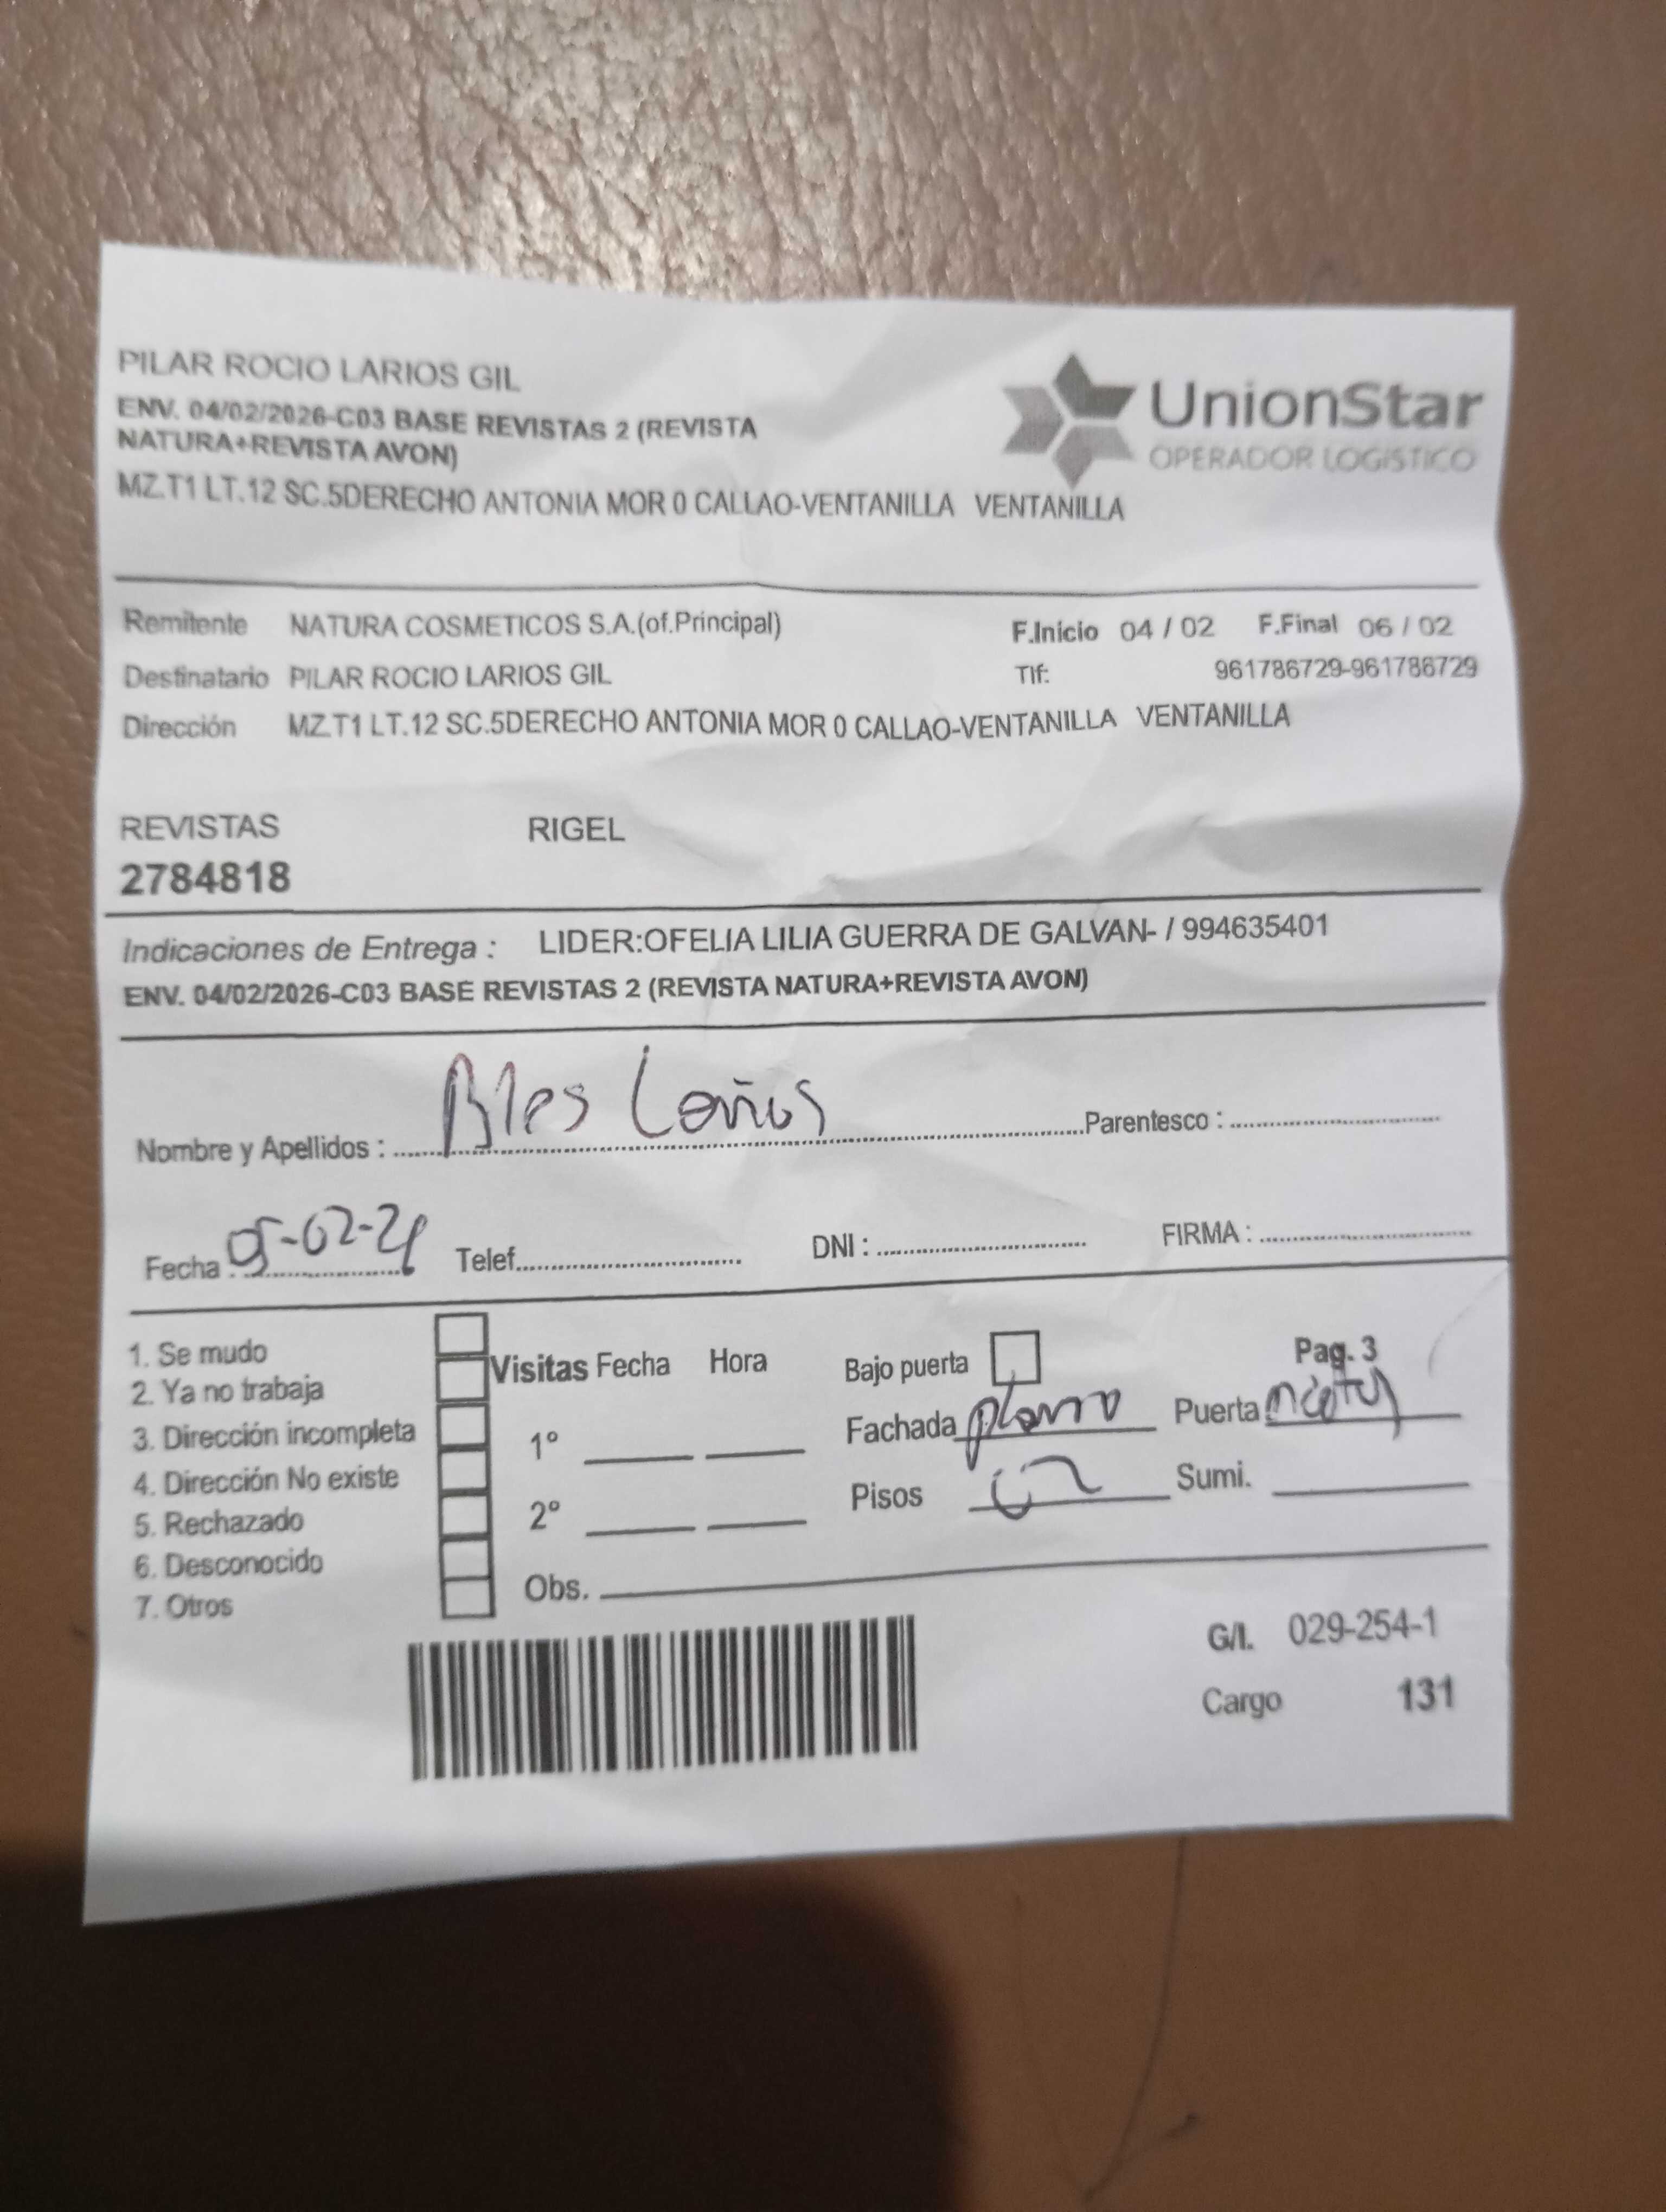 PILAR ROCIO LARIOS GIL
ENV. 04/02/2026-C03 BASE REVISTAS 2 (REVISTA
NATURA+REVISTA AVON)
MZ.T1 LT.12 SC.5DERECHO ANTONIA MOR 0 CALLAO-VENTANILLA VENTANILLA
UnionStar
OPERADOR LOGISTICO
Remitente NATURA COSMETICOS S.A.(of.Principal) F.Inicio 04 / 02 F.Final 06 / 02
Destinatario PILAR ROCIO LARIOS GIL Tlf: 961786729-961786729
Dirección MZ.T1 LT.12 SC.5DERECHO ANTONIA MOR 0 CALLAO-VENTANILLA VENTANILLA
REVISTAS RIGEL
2784818
Indicaciones de Entrega : LIDER:OFELIA LILIA GUERRA DE GALVAN- / 994635401
ENV. 04/02/2026-C03 BASE REVISTAS 2 (REVISTA NATURA+REVISTA AVON)
Nombre y Apellidos : Parentesco :
Fecha : Telef. DNI : FIRMA :
1. Se mudo
2. Ya no trabaja
3. Dirección incompleta
4. Dirección No existe
5. Rechazado
6. Desconocido
7. Otros
Visitas Fecha Hora
1º
2º
Obs.
Bajo puerta
Pag. 3
Fachada Puerta
Pisos Sumi.
G/I. 029-254-1
Cargo 131